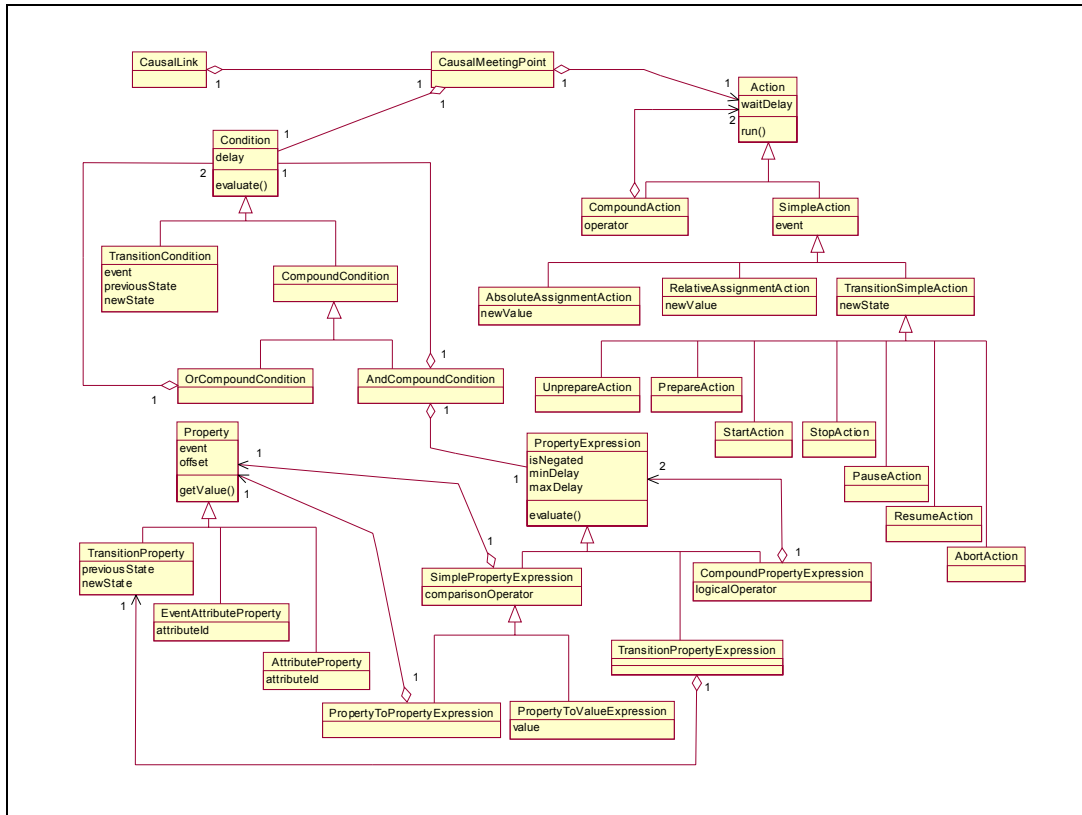 CausalLink
1
CausalMeetingPoint
1
1
1
Action
waitDelay
run()
1
2
Condition
delay
evaluate()
1
2
1
CompoundAction
operator
SimpleAction
event
TransitionCondition
event
previousState
newState
CompoundCondition
AbsoluteAssignmentAction
newValue
RelativeAssignmentAction
newValue
TransitionSimpleAction
newState
OrCompoundCondition
1
AndCompoundCondition
1
1
UnprepareAction
PrepareAction
StartAction
StopAction
PauseAction
ResumeAction
AbortAction
Property
event
offset
getValue()
1
1
PropertyExpression
isNegated
minDelay
maxDelay
evaluate()
1
2
TransitionProperty
previousState
newState
1
EventAttributeProperty
attributeId
AttributeProperty
attributeId
1
SimplePropertyExpression
comparisonOperator
1
CompoundPropertyExpression
logicalOperator
TransitionPropertyExpression
1
1
PropertyToPropertyExpression
PropertyToValueExpression
value